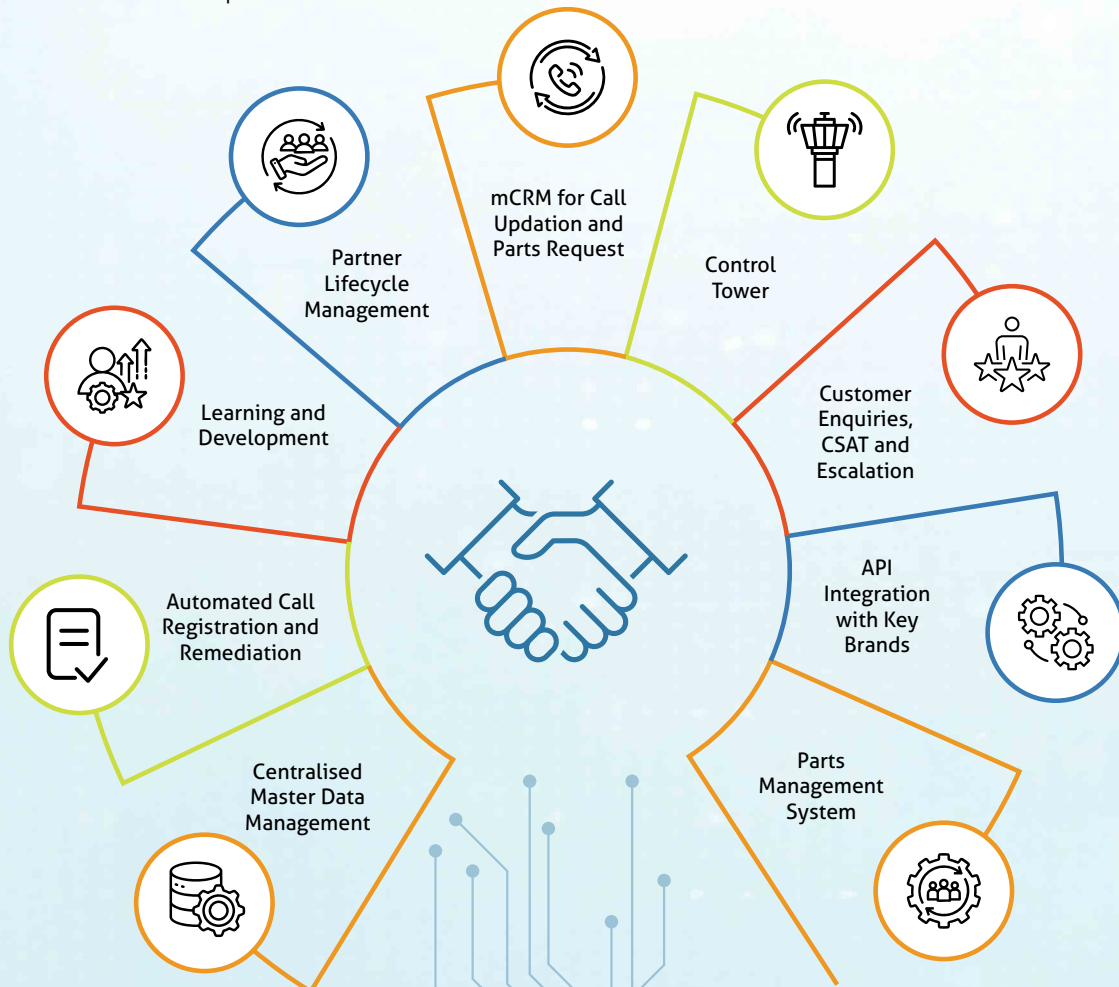 mCRM for Call
Updation and
Parts Request
Partner
Lifecycle
Management
Control
Tower
Learning and
Development
Customer
Enquiries,
CSAT and
Escalation
Automated Call
Registration and
Remediation
API
Integration
with Key
Brands
Centralised
Master Data
Management
Parts
Management
System